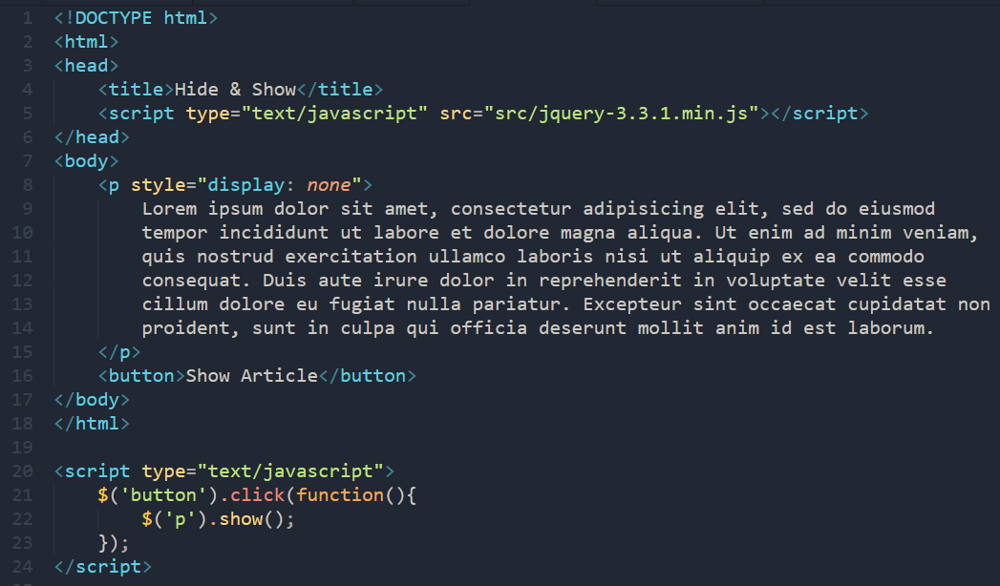 1 <!DOCTYPE html>
2 <html>
3 <head>
4     <title>Hide & Show</title>
5     <script type="text/javascript" src="src/jquery-3.3.1.min.js"></script>
6 </head>
7 <body>
8     <p style="display: none">
9         Lorem ipsum dolor sit amet, consectetur adipisicing elit, sed do eiusmod
10         tempor incididunt ut labore et dolore magna aliqua. Ut enim ad minim veniam,
11         quis nostrud exercitation ullamco laboris nisi ut aliquip ex ea commodo
12         consequat. Duis aute irure dolor in reprehenderit in voluptate velit esse
13         cillum dolore eu fugiat nulla pariatur. Excepteur sint occaecat cupidatat non
14         proident, sunt in culpa qui officia deserunt mollit anim id est laborum.
15     </p>
16     <button>Show Article</button>
17 </body>
18 </html>
19
20 <script type="text/javascript">
21     $('button').click(function(){
22         $('p').show();
23     });
24 </script>